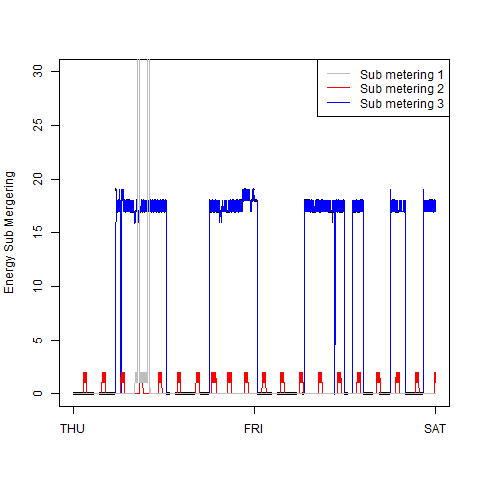 Sub metering 1
Sub metering 2
Sub metering 3
Energy Sub Mergering
30
25
20
15
10
5
0
THU FRI SAT